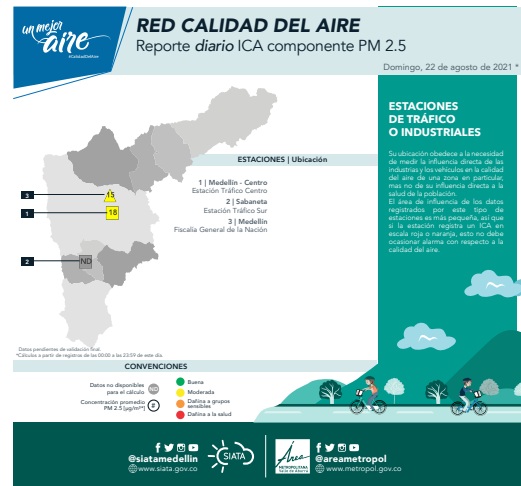 un mejor
aire
#CalidadDelAire
RED CALIDAD DEL AIRE
Reporte diario ICA componente PM 2.5
Domingo, 22 de agosto de 2021 *
ESTACIONES
DE TRÁFICO
O INDUSTRIALES
Su ubicación obedece a la necesidad
de medir la influencia directa de las
industrias y los vehículos en la calidad
del aire de una zona en particular,
mas no de su influencia directa a la
salud de la población.
El área de influencia de los datos
registrados por este tipo de
estaciones es más pequeña, así que
si la estación registra un ICA en
escala roja o naranja, esto no debe
ocasionar alarma con respecto a la
calidad del aire.
ESTACIONES | Ubicación
1 | Medellín - Centro
Estación Tráfico Centro
2 | Sabaneta
Estación Tráfico Sur
3 | Medellín
Fiscalía General de la Nación
3
15
1
18
2
ND
Datos pendientes de validación final.
*Cálculos a partir de registros de las 00:00 a las 23:59 de este día.
CONVENCIONES
Datos no disponibles
para el cálculo
ND
Concentración promedio
PM 2.5 [µg/m³*]
#
Buena
Moderada
Dañina a grupos
sensibles
Dañina a la salud
@siatamedellin
www.siata.gov.co
SIATA
Área
METROPOLITANA
Valle de Aburrá
@areametropol
www.metropol.gov.co